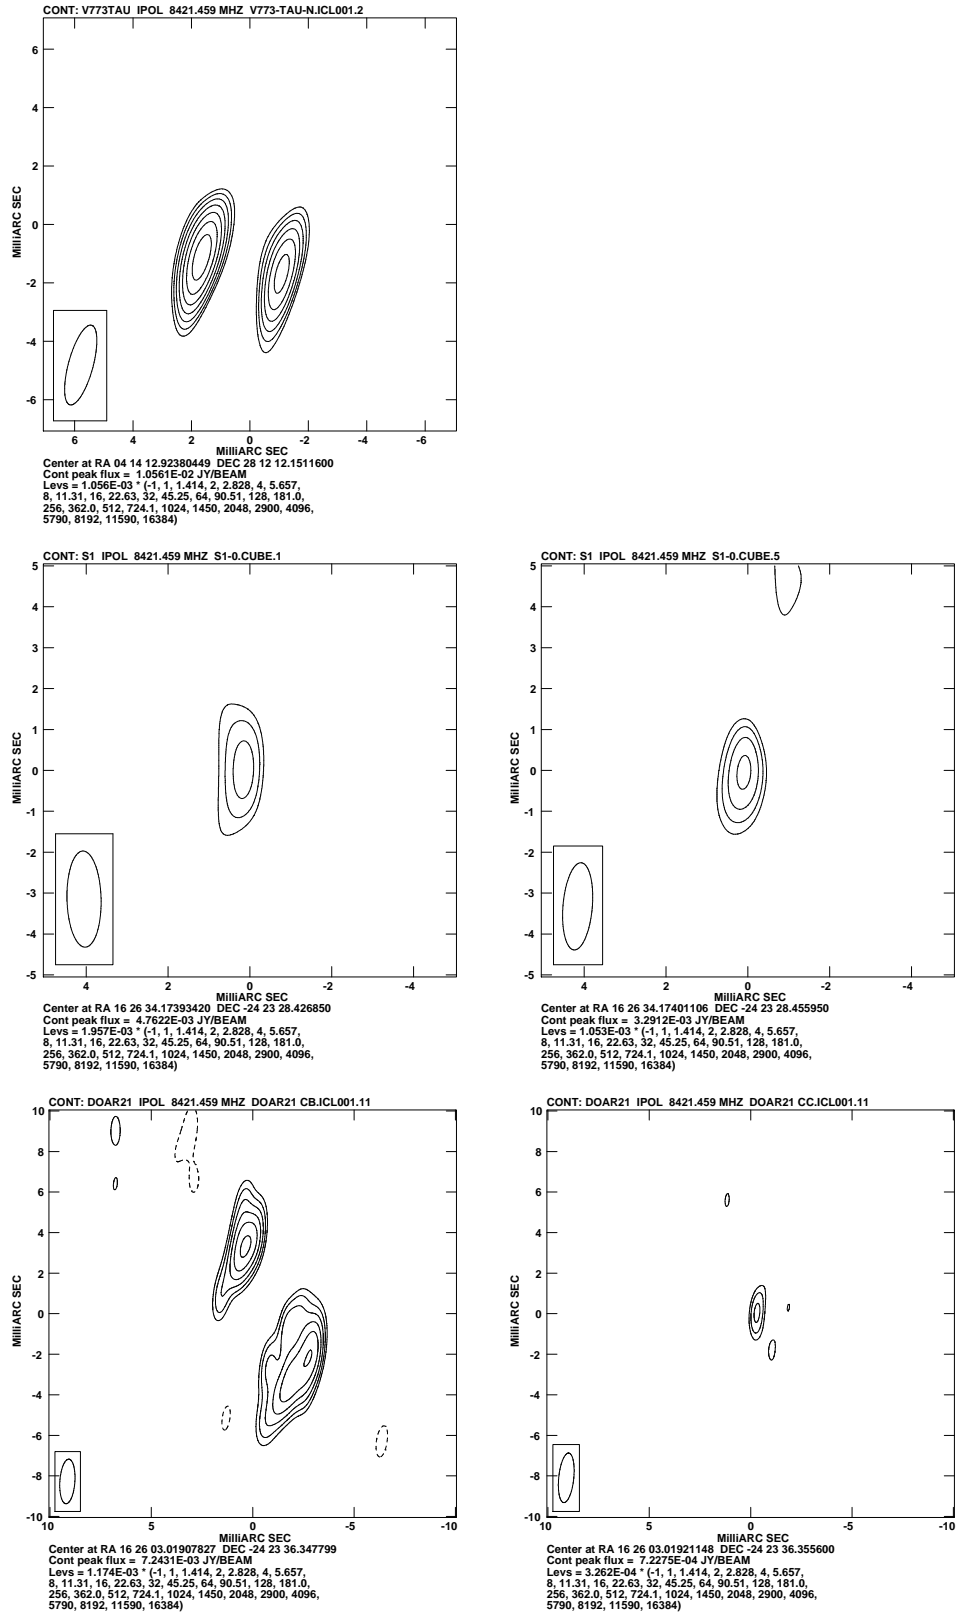 CONT: V773TAU IPOL 8421.459 MHZ V773-TAU-N.ICL001.2
MilliARC SEC
6
4
2
0
-2
-4
-6
6 4 2 0 -2 -4 -6
MilliARC SEC
Center at RA 04 14 12.92380449 DEC 28 12 12.1511600
Cont peak flux = 1.0561E-02 JY/BEAM
Levs = 1.056E-03 * (-1, 1, 1.414, 2, 2.828, 4, 5.657,
8, 11.31, 16, 22.63, 32, 45.25, 64, 90.51, 128, 181.0,
256, 362.0, 512, 724.1, 1024, 1450, 2048, 2900, 4096,
5790, 8192, 11590, 16384)
CONT: S1 IPOL 8421.459 MHZ S1-0.CUBE.1
MilliARC SEC
5
4
3
2
1
0
-1
-2
-3
-4
-5
4 2 0 -2 -4
MilliARC SEC
Center at RA 16 26 34.17393420 DEC -24 23 28.426850
Cont peak flux = 4.7622E-03 JY/BEAM
Levs = 1.957E-03 * (-1, 1, 1.414, 2, 2.828, 4, 5.657,
8, 11.31, 16, 22.63, 32, 45.25, 64, 90.51, 128, 181.0,
256, 362.0, 512, 724.1, 1024, 1450, 2048, 2900, 4096,
5790, 8192, 11590, 16384)
CONT: S1 IPOL 8421.459 MHZ S1-0.CUBE.5
MilliARC SEC
5
4
3
2
1
0
-1
-2
-3
-4
-5
4 2 0 -2 -4
MilliARC SEC
Center at RA 16 26 34.17401106 DEC -24 23 28.455950
Cont peak flux = 3.2912E-03 JY/BEAM
Levs = 1.053E-03 * (-1, 1, 1.414, 2, 2.828, 4, 5.657,
8, 11.31, 16, 22.63, 32, 45.25, 64, 90.51, 128, 181.0,
256, 362.0, 512, 724.1, 1024, 1450, 2048, 2900, 4096,
5790, 8192, 11590, 16384)
CONT: DOAR21 IPOL 8421.459 MHZ DOAR21 CB.ICL001.11
MilliARC SEC
10
8
6
4
2
0
-2
-4
-6
-8
-10
10 5 0 -5 -10
MilliARC SEC
Center at RA 16 26 03.01907827 DEC -24 23 36.347799
Cont peak flux = 7.2431E-03 JY/BEAM
Levs = 1.174E-03 * (-1, 1, 1.414, 2, 2.828, 4, 5.657,
8, 11.31, 16, 22.63, 32, 45.25, 64, 90.51, 128, 181.0,
256, 362.0, 512, 724.1, 1024, 1450, 2048, 2900, 4096,
5790, 8192, 11590, 16384)
CONT: DOAR21 IPOL 8421.459 MHZ DOAR21 CC.ICL001.11
MilliARC SEC
10
8
6
4
2
0
-2
-4
-6
-8
-10
10 5 0 -5 -10
MilliARC SEC
Center at RA 16 26 03.01921148 DEC -24 23 36.355600
Cont peak flux = 7.2275E-04 JY/BEAM
Levs = 3.262E-04 * (-1, 1, 1.414, 2, 2.828, 4, 5.657,
8, 11.31, 16, 22.63, 32, 45.25, 64, 90.51, 128, 181.0,
256, 362.0, 512, 724.1, 1024, 1450, 2048, 2900, 4096,
5790, 8192, 11590, 16384)